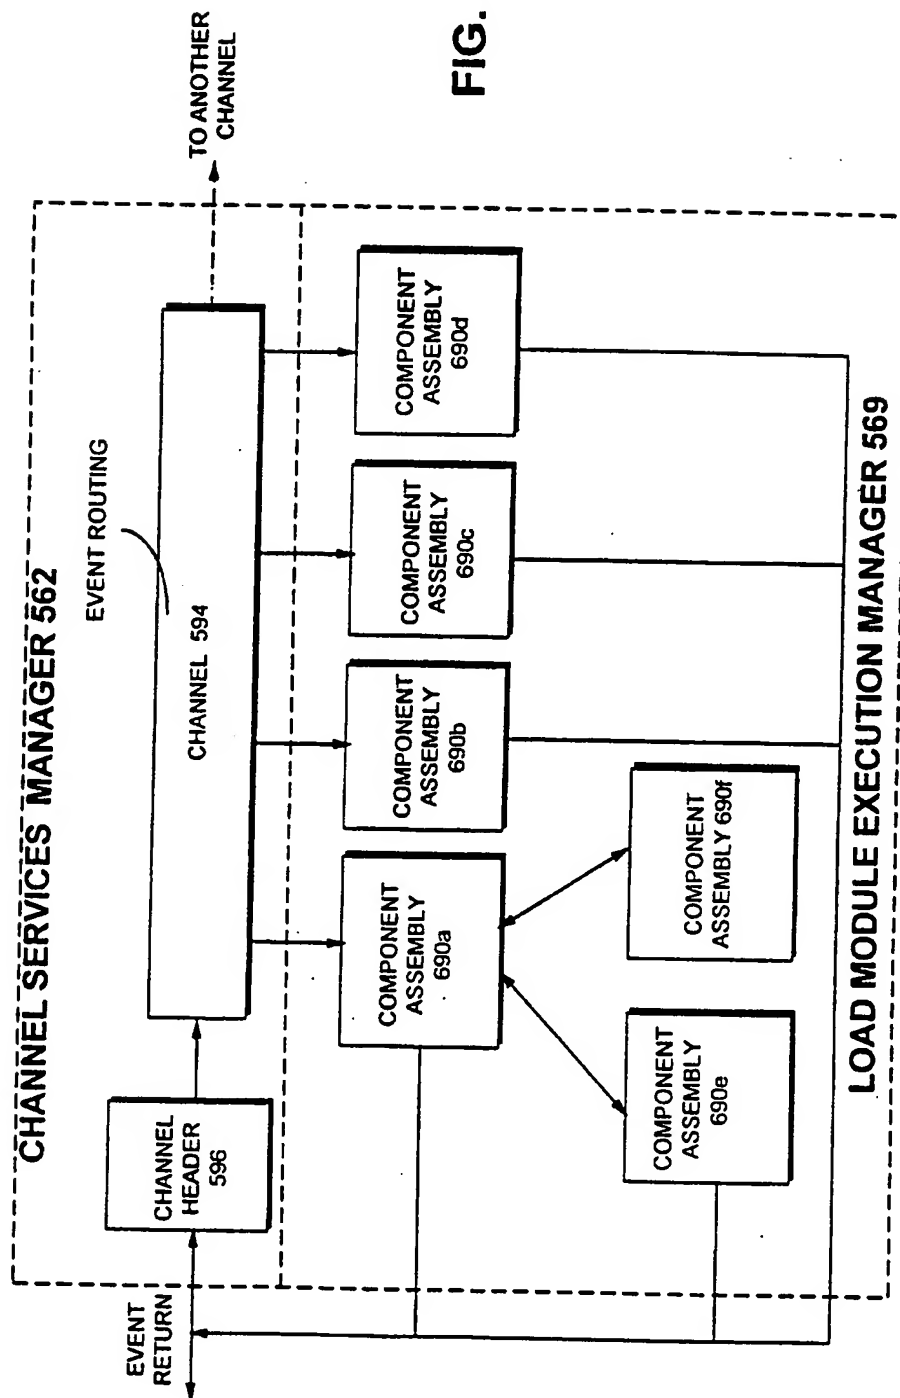 CHANNEL SERVICES MANAGER 562
EVENT ROUTING
TO ANOTHER
CHANNEL
CHANNEL 594
CHANNEL
HEADER
596
EVENT
RETURN
COMPONENT
ASSEMBLY
690a
COMPONENT
ASSEMBLY
690b
COMPONENT
ASSEMBLY
690c
COMPONENT
ASSEMBLY
690d
COMPONENT
ASSEMBLY
690e
COMPONENT
ASSEMBLY 690f
LOAD MODULE EXECUTION MANAGER 569
FIG.